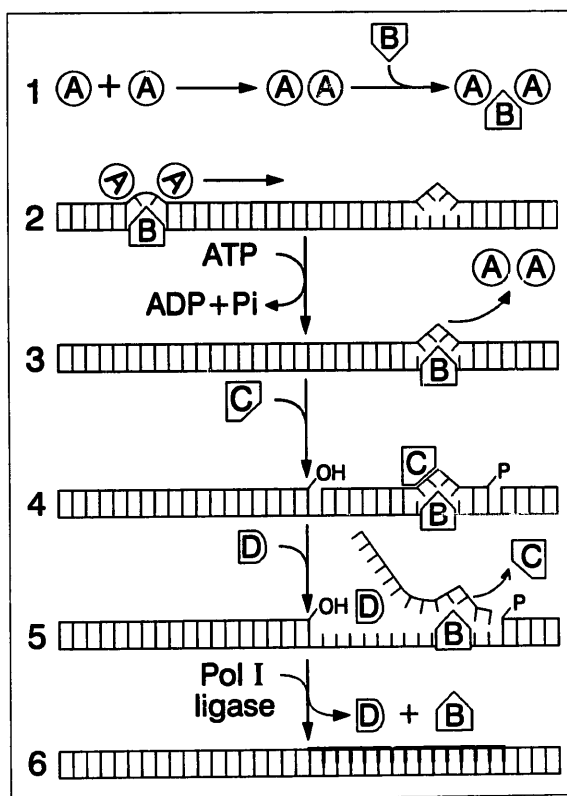 B
1 A + A A A A A
B
A A
2 B
ATP
ADP+Pi
A A
3 B
C
OH C P
4 B
D C
OH D P
5 B
Pol I
ligase D + B
6